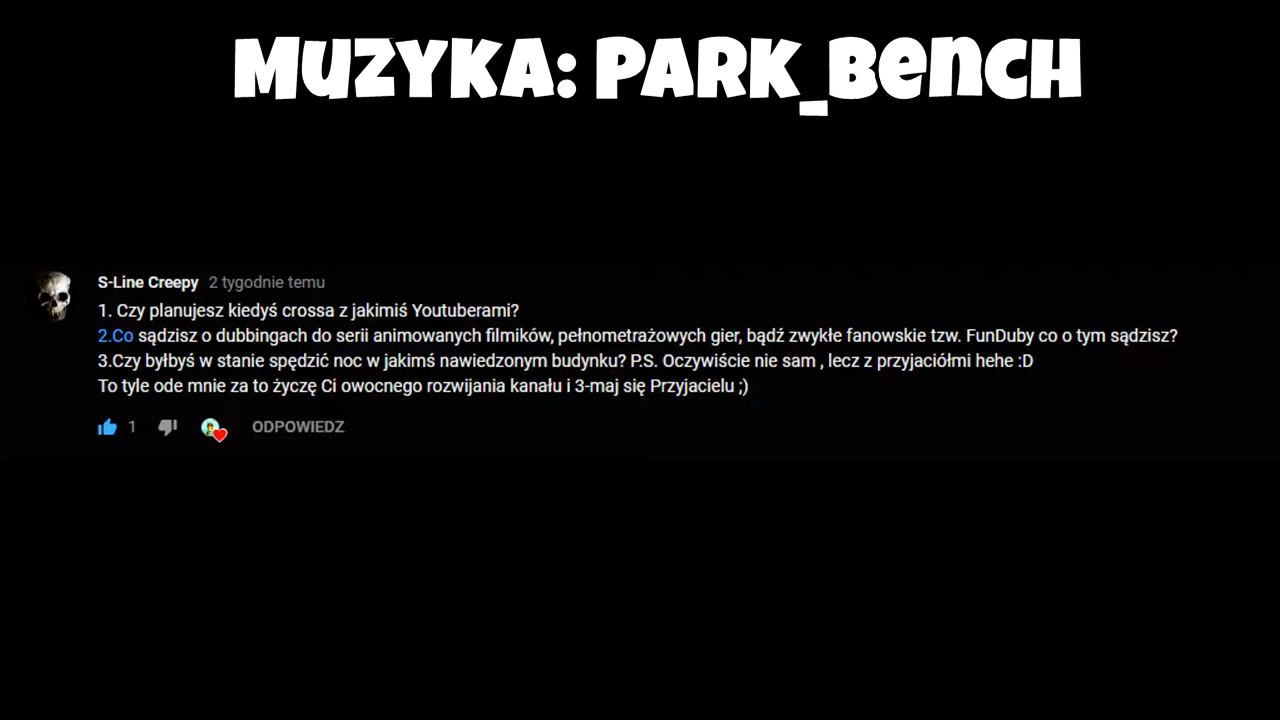 MUZYKA: PARK_BENCH
S-Line Creepy 2 tygodnie temu
1. Czy planujesz kiedyś crossa z jakimiś Youtuberami?
2.Co sądzisz o dubbingach do serii animowanych filmików, pełnometrażowych gier, bądź zwykłe fanowskie tzw. FunDuby co o tym sądzisz?
3.Czy byłbyś w stanie spędzić noc w jakimś nawiedzonym budynku? P.S. Oczywiście nie sam , lecz z przyjaciółmi hehe :D
To tyle ode mnie za to życzę Ci owocnego rozwijania kanału i 3-maj się Przyjacielu ;)
1 ODPOWIEDZ